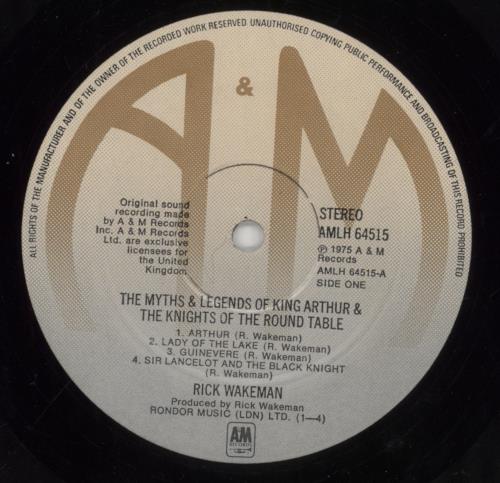 ALL RIGHTS OF THE MANUFACTURER AND OF THE OWNER OF THE RECORDED WORK RESERVED UNAUTHORISED COPYING PUBLIC PERFORMANCE AND BROADCASTING OF THIS RECORD PROHIBITED
A & M
Original sound
recording made
by A & M Records
Inc. A & M Records
Ltd. are exclusive
licensees for
the United
Kingdom
STEREO
AMLH 64515
℗ 1975 A & M
Records
AMLH 64515-A
SIDE ONE
THE MYTHS & LEGENDS OF KING ARTHUR &
THE KNIGHTS OF THE ROUND TABLE
1. ARTHUR (R. Wakeman)
2. LADY OF THE LAKE (R. Wakeman)
3. GUINEVERE (R. Wakeman)
4. SIR LANCELOT AND THE BLACK KNIGHT
(R. Wakeman)
RICK WAKEMAN
Produced by Rick Wakeman
RONDOR MUSIC (LDN) LTD. (1—4)
A&M
RECORDS